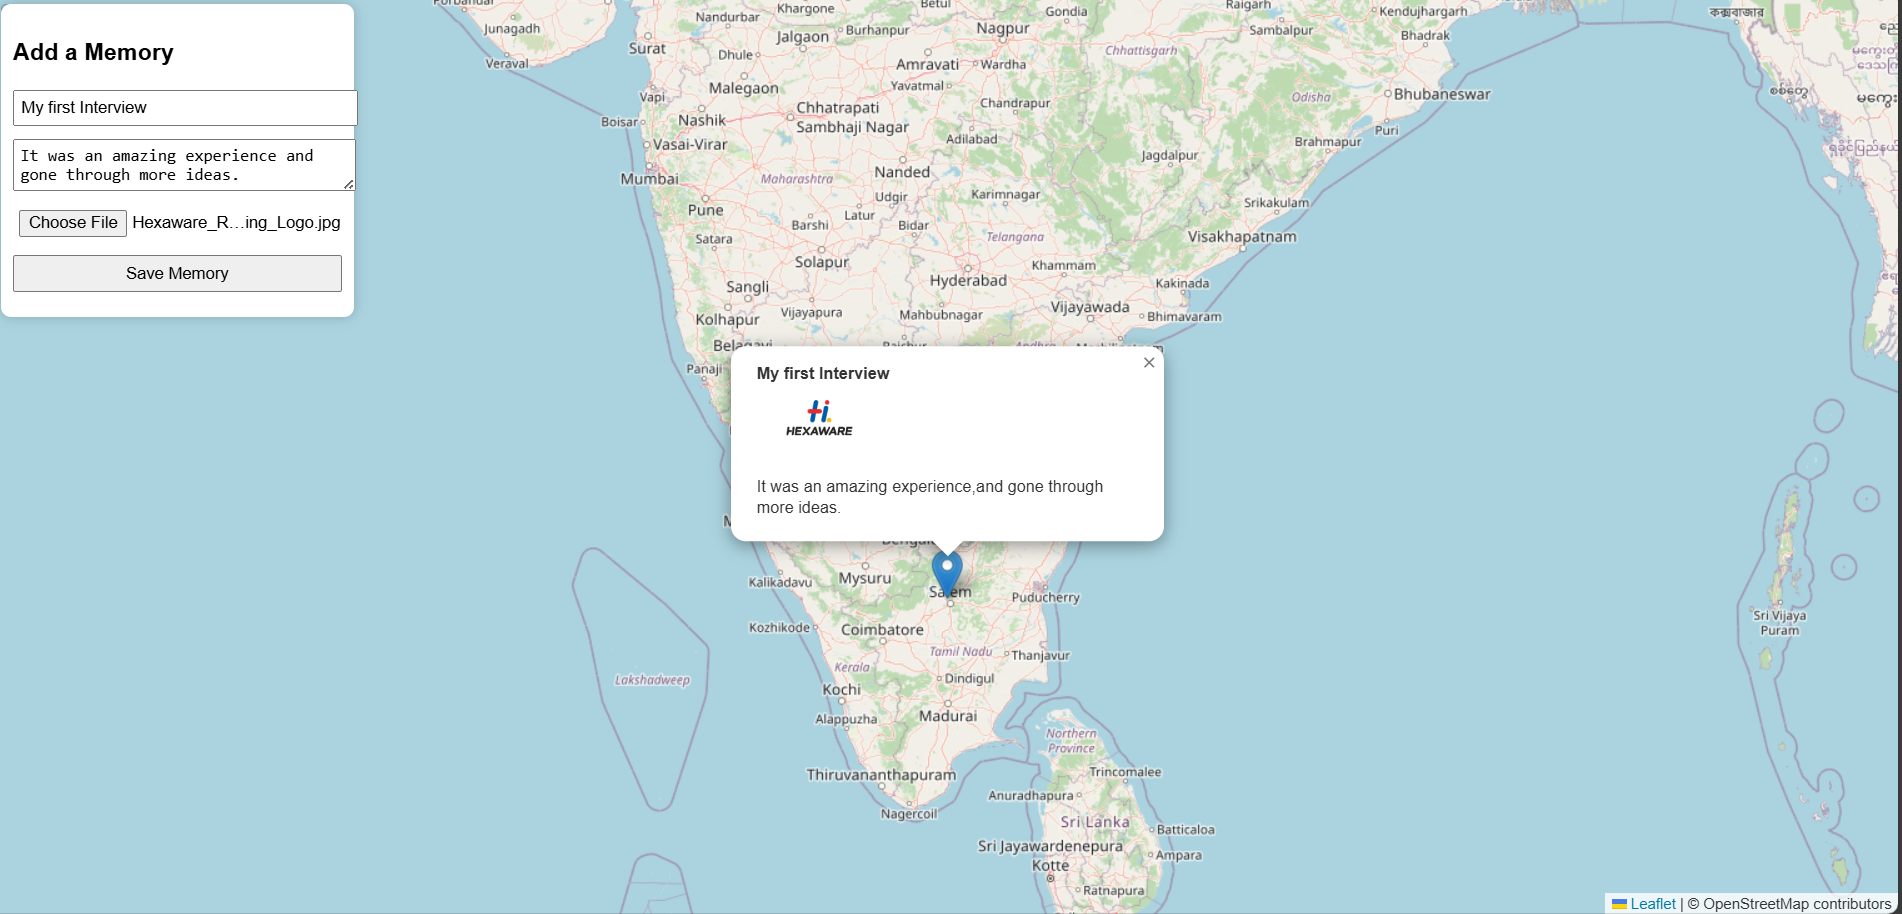 Add a Memory
My first Interview
It was an amazing experience and
gone through more ideas.
Choose File Hexaware_R…ing_Logo.jpg
Save Memory
Junagadh
Veraval
Nandurbar
Khargone
Betul
Gondia
Raigarh
Kendujhargarh
কক্সবাজার
Surat
Jalgaon
Burhanpur
Nagpur
Sambalpur
Bhadrak
Dhule
Chhattisgarh
Amravati
Wardha
Vapi
Malegaon
Yavatmal
Chandrapur
Odisha
Bhubaneswar
Boisar
Nashik
Chhatrapati
Sambhaji Nagar
Puri
Vasai-Virar
Adilabad
Jagdalpur
Brahmapur
Mumbai
Maharashtra
Nanded
Udgir
Karimnagar
Srikakulam
Pune
Latur
Barshi
Bidar
Satara
Telangana
Visakhapatnam
Solapur
Khammam
Hyderabad
Kakinada
Sangli
Vijayapura
Mahbubnagar
Vijayawada
Bhimavaram
Kolhapur
Belagavi
Panaji
My first Interview
HEXAWARE
It was an amazing experience,and gone through
more ideas.
Kalikadavu
Mysuru
Salem
Puducherry
Kozhikode
Coimbatore
Tamil Nadu
Thanjavur
Kerala
Lakshadweep
Dindigul
Kochi
Alappuzha
Madurai
Northern
Province
Thiruvananthapuram
Trincomalee
Anuradhapura
Nagercoil
Sri Lanka
Batticaloa
Sri Jayawardenepura
Kotte
Ampara
Ratnapura
Sri Vijaya
Puram
Leaflet | © OpenStreetMap contributors